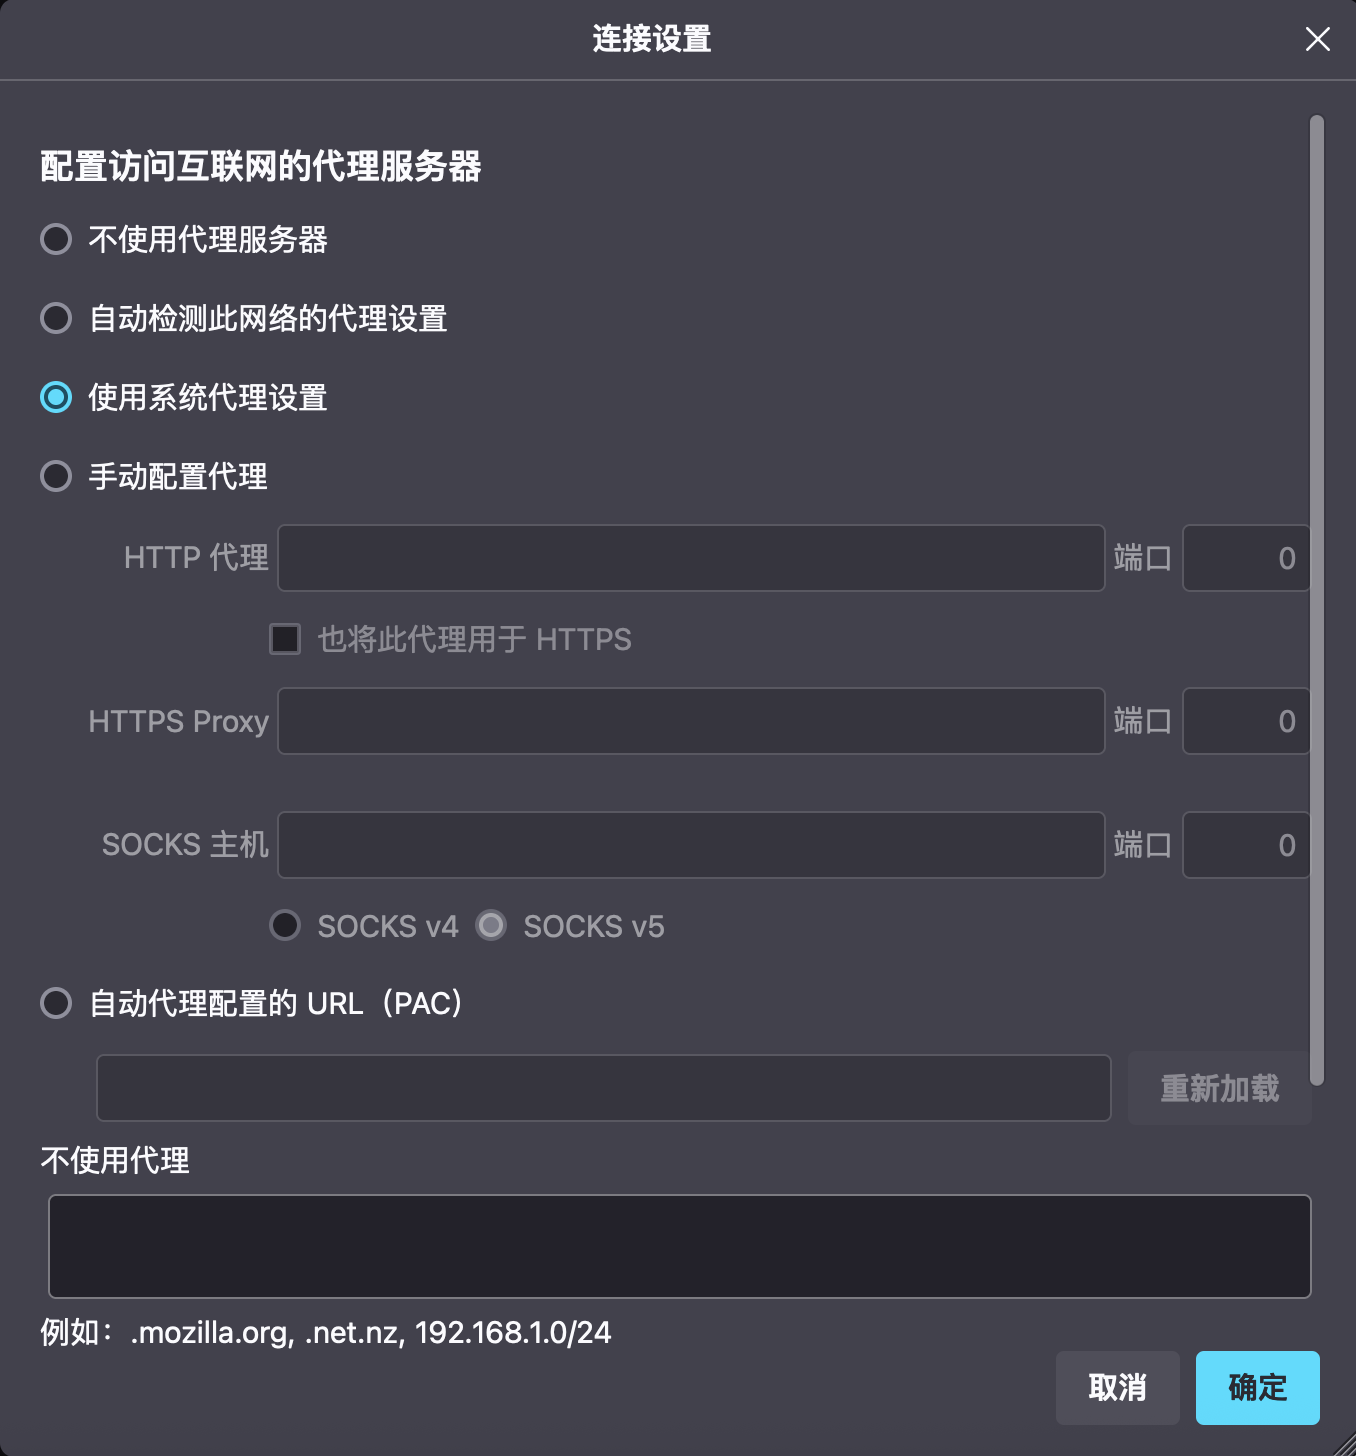 连接设置
配置访问互联网的代理服务器
不使用代理服务器
自动检测此网络的代理设置
使用系统代理设置
手动配置代理
HTTP 代理 端口 0
也将此代理用于 HTTPS
HTTPS Proxy 端口 0
SOCKS 主机 端口 0
SOCKS v4 SOCKS v5
自动代理配置的 URL（PAC）
重新加载
不使用代理
例如：.mozilla.org, .net.nz, 192.168.1.0/24
取消 确定